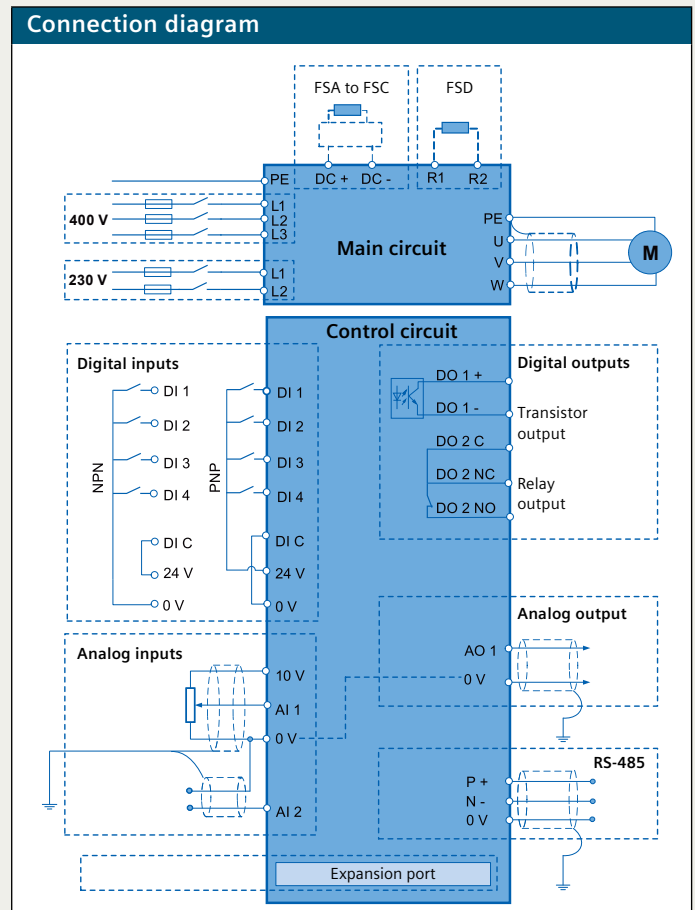 Connection diagram
FSA to FSC
FSD
PE
DC +
DC -
R1
R2
400 V
L1
L2
L3
230 V
L1
L2
Main circuit
PE
U
V
W
M
Control circuit
Digital inputs
NPN
DI 1
DI 2
DI 3
DI 4
DI C
24 V
0 V
PNP
DI 1
DI 2
DI 3
DI 4
DI C
24 V
0 V
Digital outputs
DO 1 +
DO 1 -
Transistor
output
DO 2 C
DO 2 NC
DO 2 NO
Relay
output
Analog inputs
10 V
AI 1
0 V
AI 2
Analog output
AO 1
0 V
RS-485
P +
N -
0 V
Expansion port